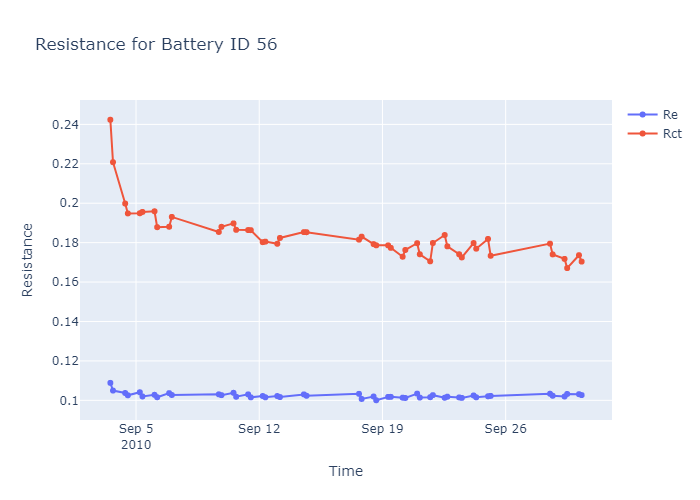 Resistance for Battery ID 56
Re
Rct
0.24
0.22
0.2
0.18
0.16
0.14
0.12
0.1
Resistance
Sep 5
2010
Sep 12
Sep 19
Sep 26
Time